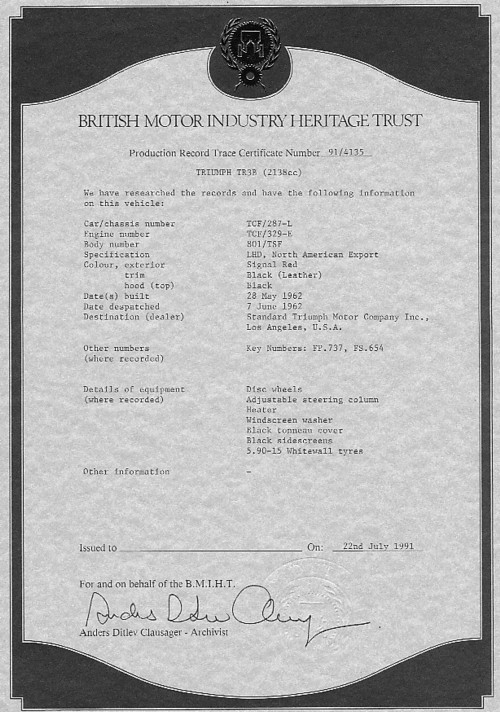 BRITISH MOTOR INDUSTRY HERITAGE TRUST
Production Record Trace Certificate Number 91/4135
TRIUMPH TR3B (2138cc)
We have researched the records and have the following information
on this vehicle:
Car/chassis number TCF/287-L
Engine number TCF/329-E
Body number 801/TSF
Specification LHD, North American Export
Colour, exterior Signal Red
trim Black (Leather)
hood (top) Black
Date(s) built 28 May 1962
Date despatched 7 June 1962
Destination (dealer) Standard Triumph Motor Company Inc.,
Los Angeles, U.S.A.
Other numbers Key Numbers: FP.737, FS.654
(where recorded)
Details of equipment Disc wheels
(where recorded) Adjustable steering column
Heater
Windscreen washer
Black tonneau cover
Black sidescreens
5.90-15 Whitewall tyres
Other information -
Issued to On: 22nd July 1991
For and on behalf of the B.M.I.H.T.
Anders Ditlev Clausager
Anders Ditlev Clausager - Archivist